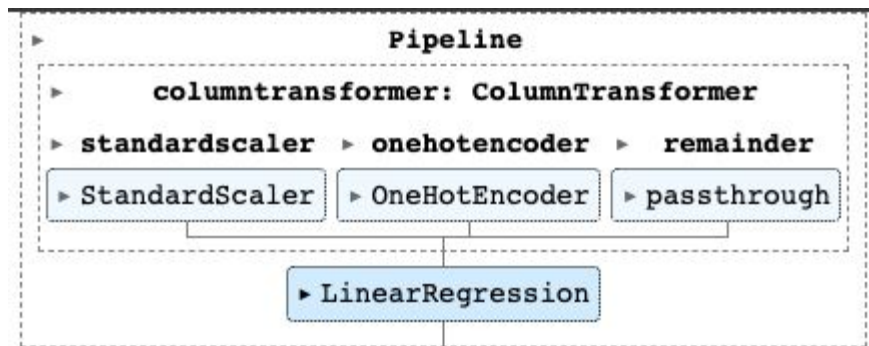 Pipeline
columntransformer: ColumnTransformer
standardscaler onehotencoder remainder
StandardScaler OneHotEncoder passthrough
LinearRegression